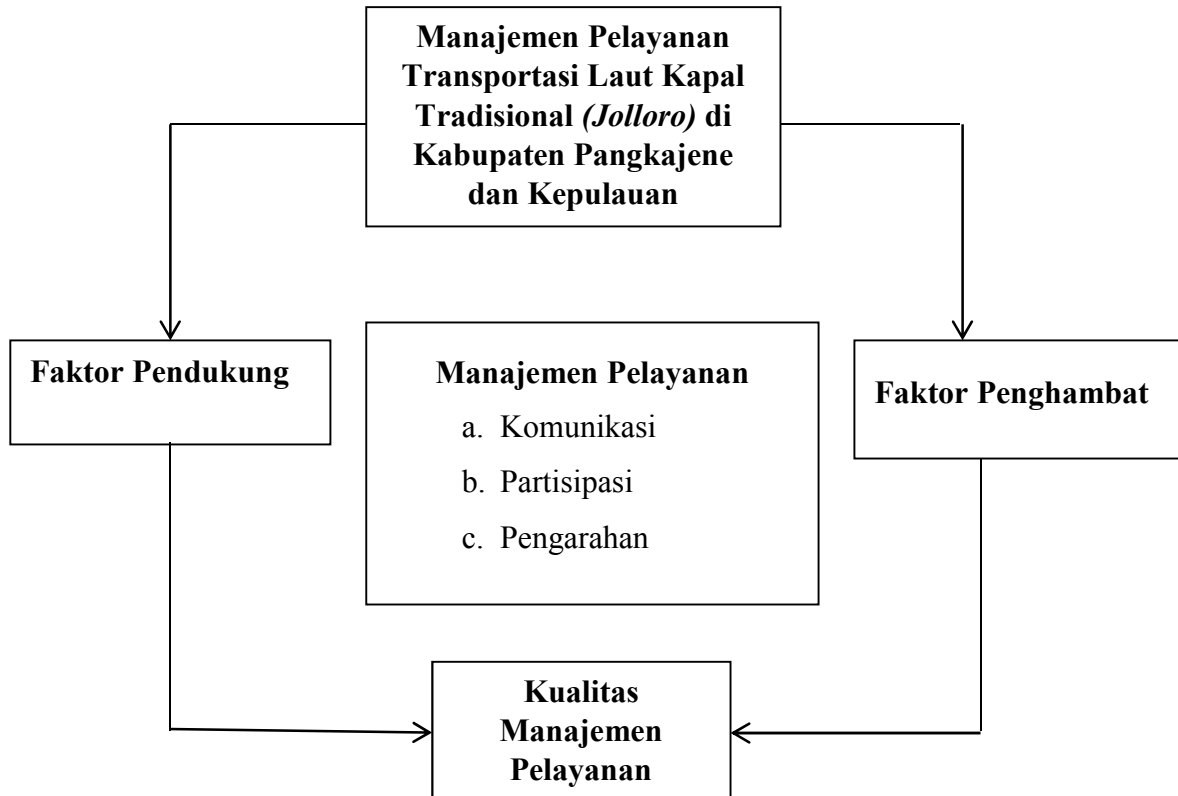 Manajemen Pelayanan
Transportasi Laut Kapal
Tradisional (Jolloro) di
Kabupaten Pangkajene
dan Kepulauan
Faktor Pendukung
Manajemen Pelayanan
a. Komunikasi
b. Partisipasi
c. Pengarahan
Faktor Penghambat
Kualitas
Manajemen
Pelayanan